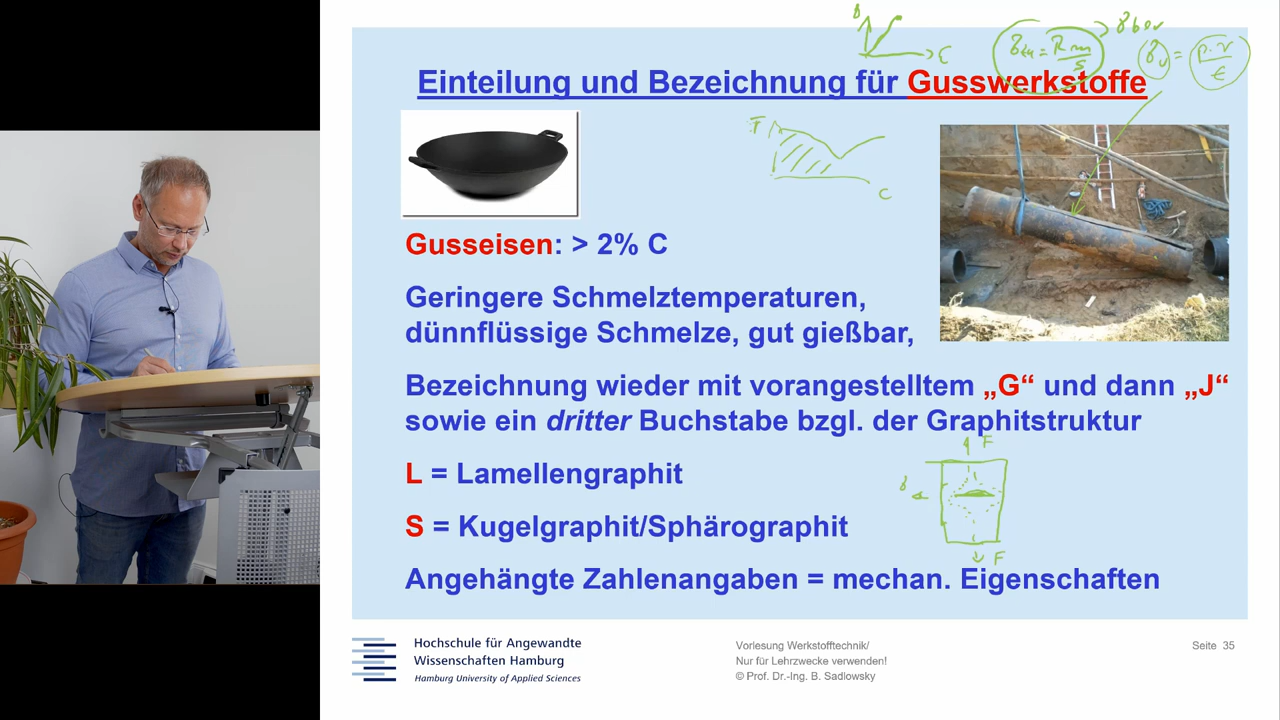 Einteilung und Bezeichnung für Gusswerkstoffe
Gusseisen: > 2% C
Geringere Schmelztemperaturen,
dünnflüssige Schmelze, gut gießbar,
Bezeichnung wieder mit vorangestelltem „G“ und dann „J“
sowie ein dritter Buchstabe bzgl. der Graphitstruktur
L = Lamellengraphit
S = Kugelgraphit/Sphärographit
Angehängte Zahlenangaben = mechan. Eigenschaften
F
F
T
C
Hochschule für Angewandte
Wissenschaften Hamburg
Hamburg University of Applied Sciences
Vorlesung Werkstofftechnik/
Nur für Lehrzwecke verwenden!
© Prof. Dr.-Ing. B. Sadlowsky
Seite 35